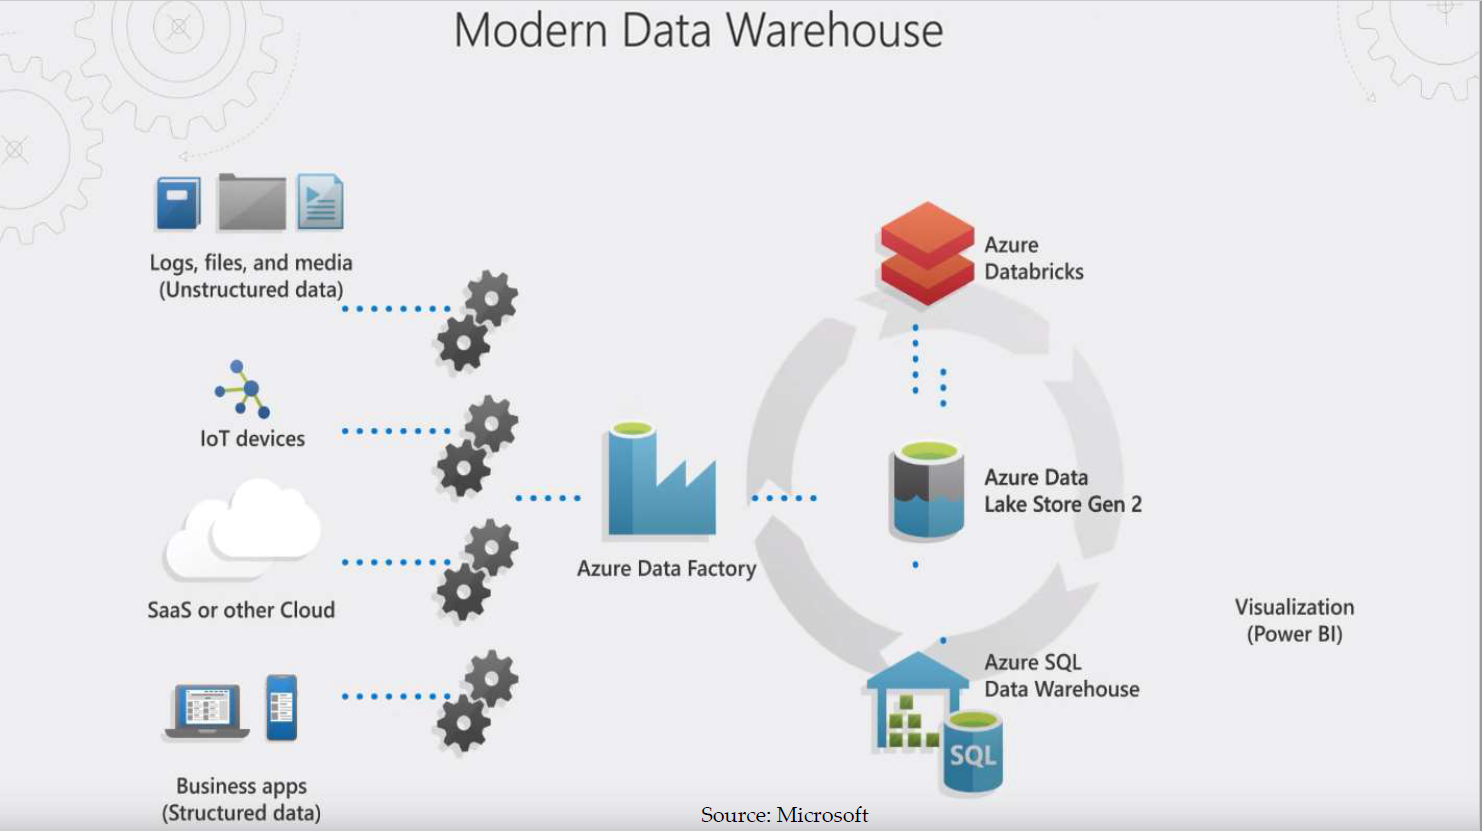 Modern Data Warehouse
Logs, files, and media
(Unstructured data)
IoT devices
SaaS or other Cloud
Business apps
(Structured data)
Azure Data Factory
Azure
Databricks
Azure Data
Lake Store Gen 2
Azure SQL
Data Warehouse
SQL
Visualization
(Power BI)
Source: Microsoft